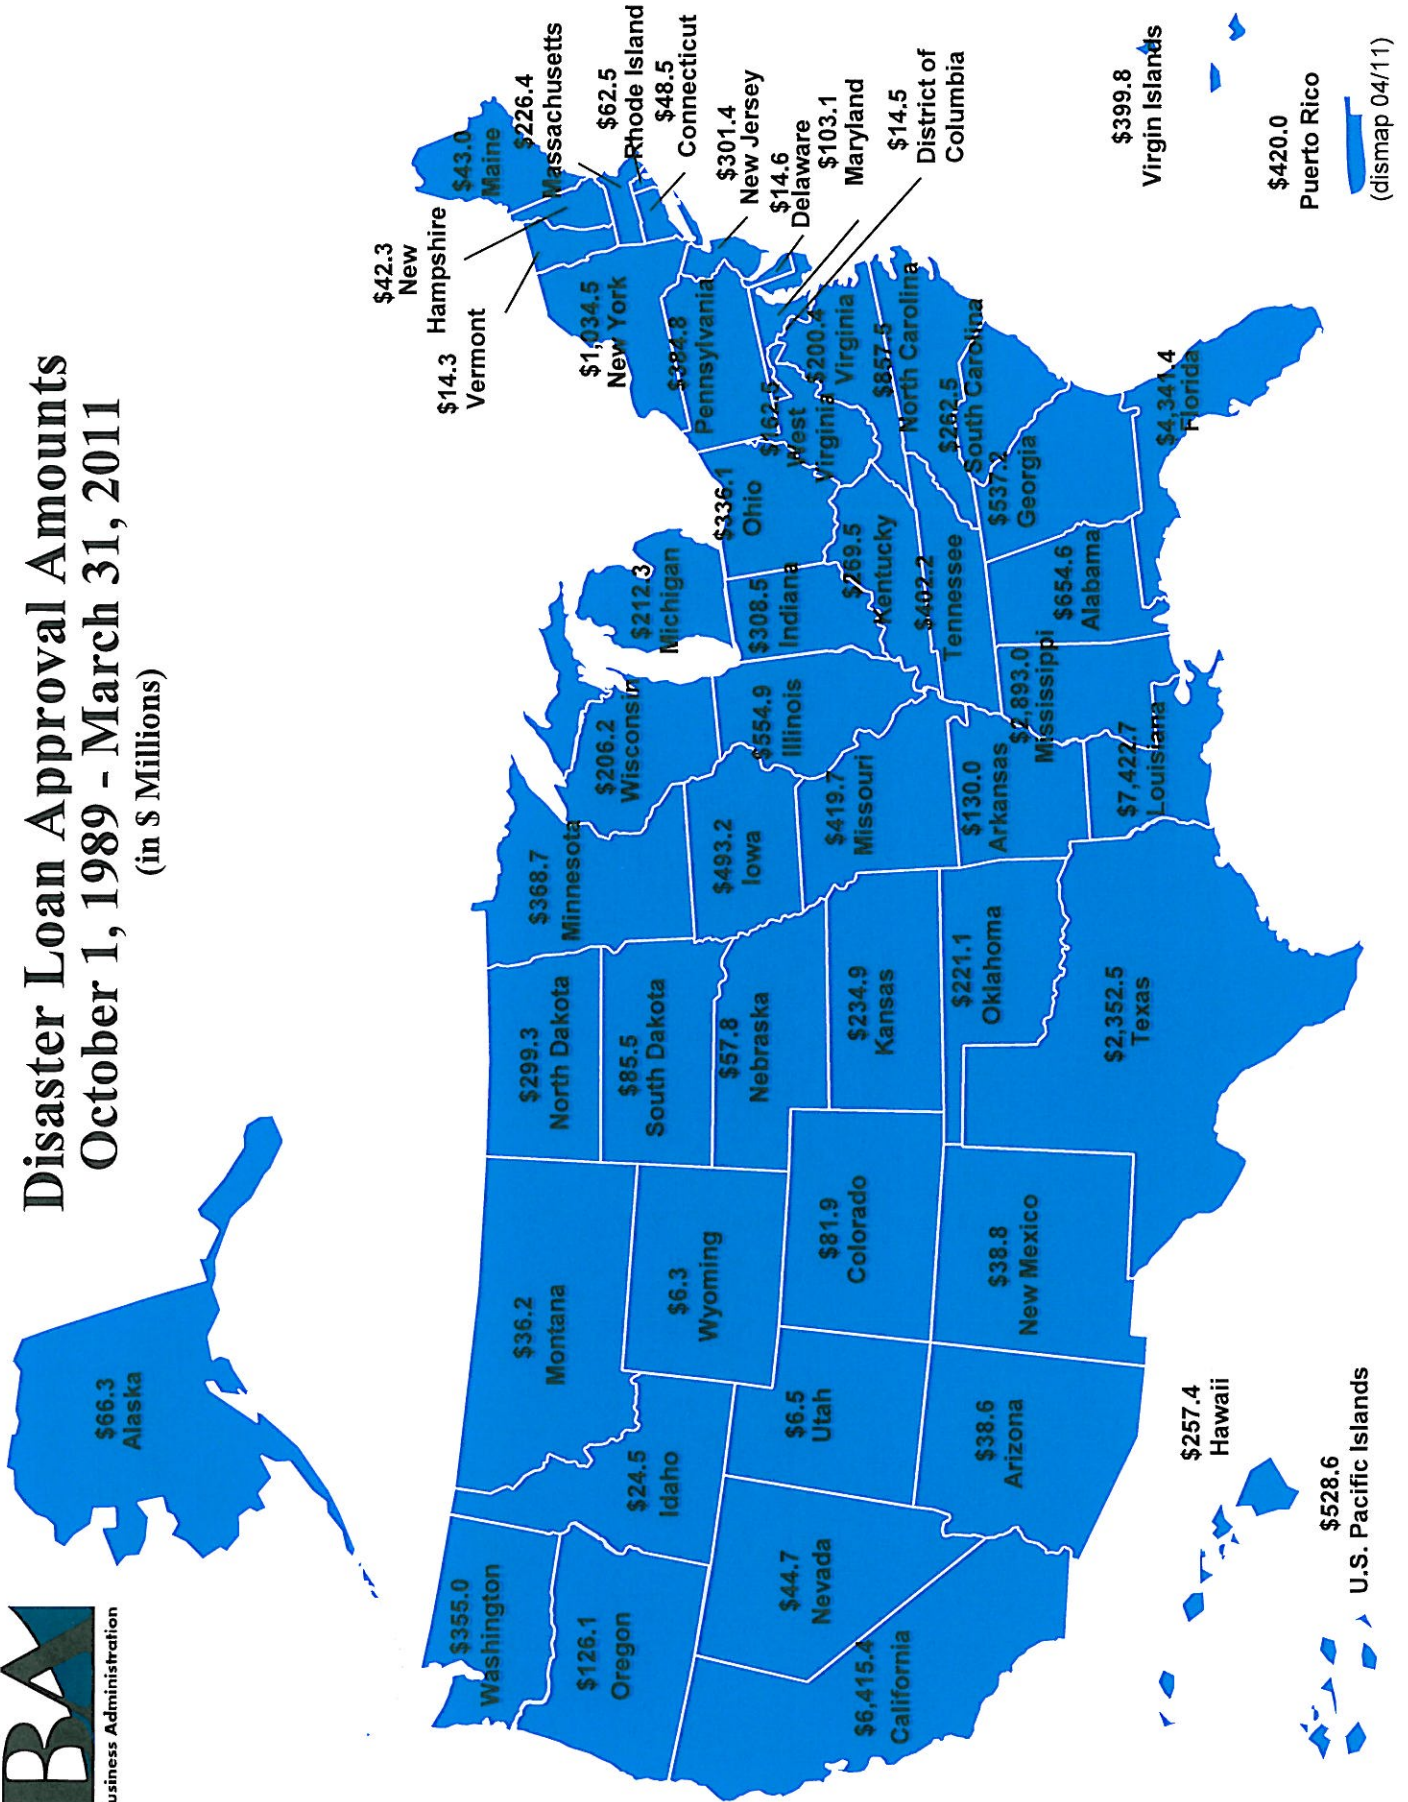 Disaster Loan Approval Amounts
October 1, 1989 - March 31, 2011
(in $ Millions)
BA
usiness Administration
$66.3
Alaska
$355.0
Washington
$126.1
Oregon
$6,415.4
California
$44.7
Nevada
$24.5
Idaho
$36.2
Montana
$6.3
Wyoming
$6.5
Utah
$38.6
Arizona
$81.9
Colorado
$38.8
New Mexico
$299.3
North Dakota
$85.5
South Dakota
$57.8
Nebraska
$234.9
Kansas
$221.1
Oklahoma
$2,352.5
Texas
$368.7
Minnesota
$493.2
Iowa
$419.7
Missouri
$130.0
Arkansas
$7,422.7
Louisiana
$206.2
Wisconsin
$554.9
Illinois
$2,893.0
Mississippi
$212.3
Michigan
$308.5
Indiana
$269.5
Kentucky
$402.2
Tennessee
$654.6
Alabama
$336.1
Ohio
$162.5
West
Virginia
$537.2
Georgia
$4,341.4
Florida
$262.5
South Carolina
$857.5
North Carolina
$200.4
Virginia
$384.8
Pennsylvania
$1,034.5
New York
$14.3
Vermont
$42.3
New
Hampshire
$43.0
Maine
$226.4
Massachusetts
$62.5
Rhode Island
$48.5
Connecticut
$301.4
New Jersey
$14.6
Delaware
$103.1
Maryland
$14.5
District of
Columbia
$399.8
Virgin Islands
$420.0
Puerto Rico
$257.4
Hawaii
$528.6
U.S. Pacific Islands
(dismap 04/11)